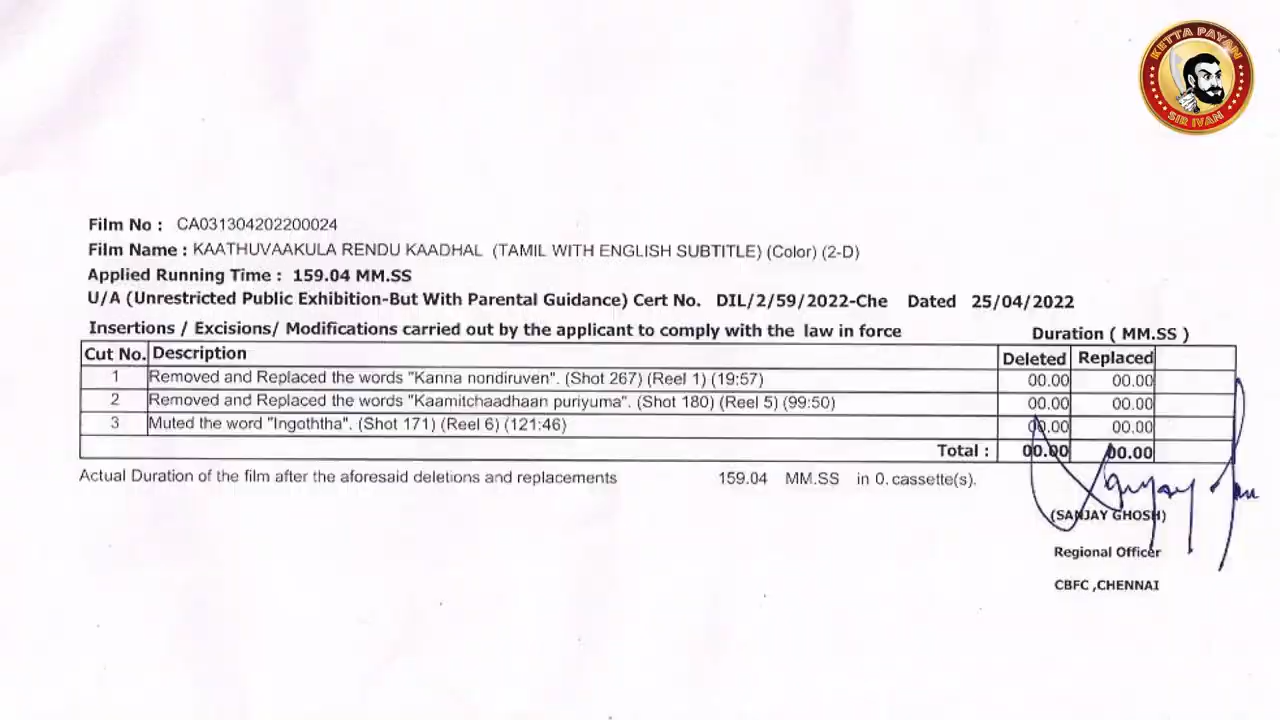 KETTA PAYAN
SIR IVAN
Film No : CA031304202200024
Film Name : KAATHUVAAKULA RENDU KAADHAL (TAMIL WITH ENGLISH SUBTITLE) (Color) (2-D)
Applied Running Time : 159.04 MM.SS
U/A (Unrestricted Public Exhibition-But With Parental Guidance) Cert No. DIL/2/59/2022-Che Dated 25/04/2022
Insertions / Excisions/ Modifications carried out by the applicant to comply with the law in force Duration ( MM.SS )
Cut No. Description Deleted Replaced
1 Removed and Replaced the words "Kanna nondiruven". (Shot 267) (Reel 1) (19:57) 00.00 00.00
2 Removed and Replaced the words "Kaamitchaadhaan puriyuma". (Shot 180) (Reel 5) (99:50) 00.00 00.00
3 Muted the word "Ingoththa". (Shot 171) (Reel 6) (121:46) 00.00 00.00
Total : 00.00 00.00
Actual Duration of the film after the aforesaid deletions and replacements 159.04 MM.SS in 0. cassette(s).
(SANJAY GHOSH)
Regional Officer
CBFC ,CHENNAI